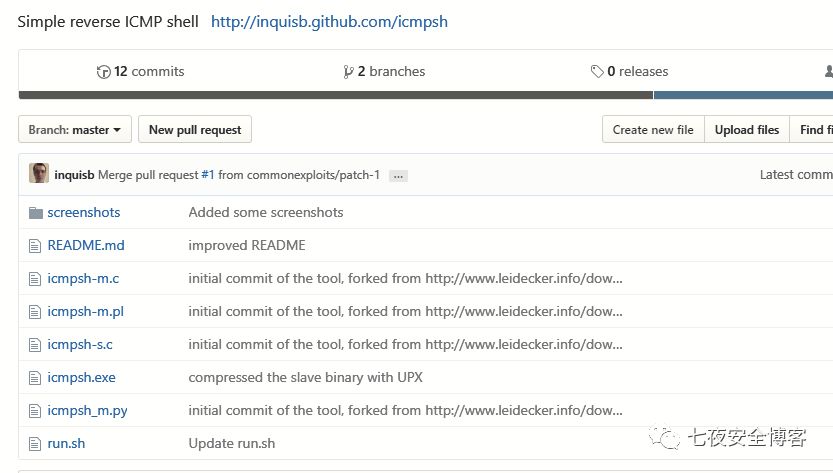 Simple reverse ICMP shell http://inquisb.github.com/icmpsh
12 commits 2 branches 0 releases
Branch: master New pull request Create new file Upload files Find fi
inquisb Merge pull request #1 from commonexploits/patch-1 ... Latest comm
screenshots Added some screenshots
README.md improved README
icmpsh-m.c initial commit of the tool, forked from http://www.leidecker.info/dow...
icmpsh-m.pl initial commit of the tool, forked from http://www.leidecker.info/dow...
icmpsh-s.c initial commit of the tool, forked from http://www.leidecker.info/dow...
icmpsh.exe compressed the slave binary with UPX
icmpsh_m.py initial commit of the tool, forked from http://www.leidecker.info/dow...
run.sh Update run.sh
七夜安全博客